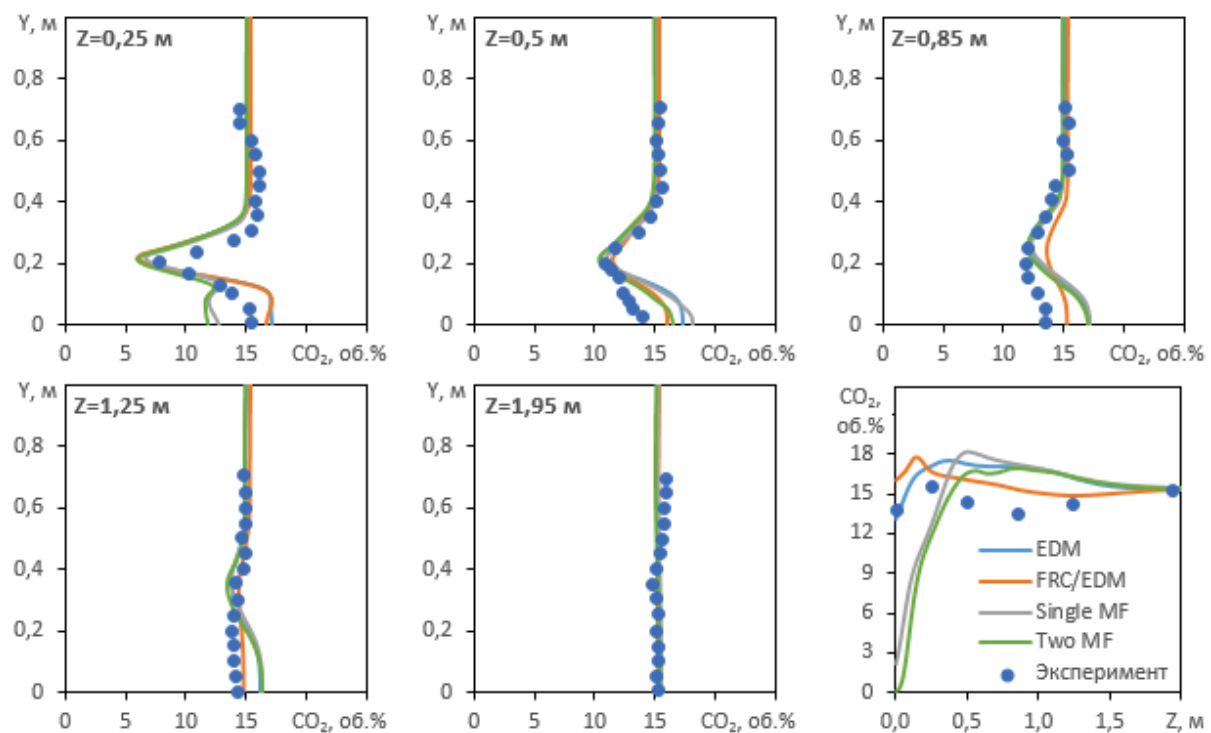 Y, м
Z=0,25 м
0,8
0,6
0,4
0,2
0
0 5 10 15 CO₂, об.%
Y, м
Z=0,5 м
0,8
0,6
0,4
0,2
0
0 5 10 15 CO₂, об.%
Y, м
Z=0,85 м
0,8
0,6
0,4
0,2
0
0 5 10 15 CO₂, об.%
Y, м
Z=1,25 м
0,8
0,6
0,4
0,2
0
0 5 10 15 CO₂, об.%
Y, м
Z=1,95 м
0,8
0,6
0,4
0,2
0
0 5 10 15 CO₂, об.%
CO₂,
об.%
18
15
12
9
6
3
0
EDM
FRC/EDM
Single MF
Two MF
Эксперимент
0,0 0,5 1,0 1,5 Z, м